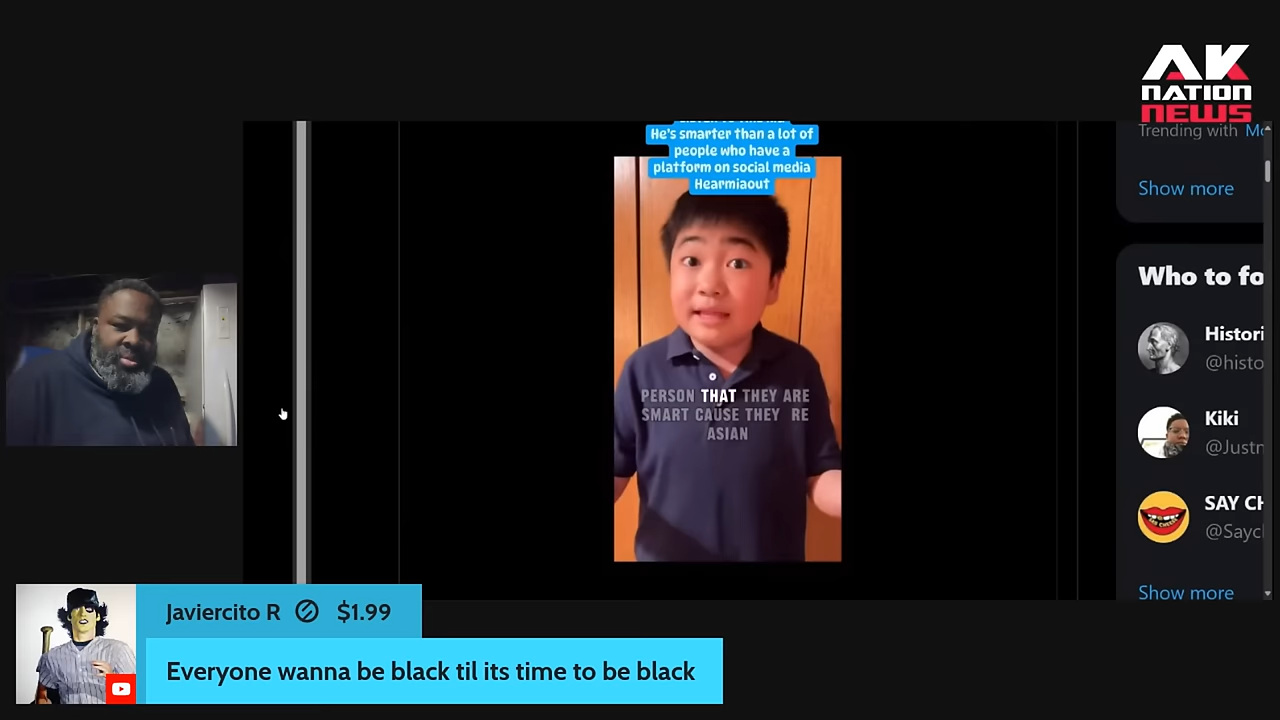 AK
NATION
NEWS
He's smarter than a lot of
people who have a
platform on social media
Hearmiaout
Trending with
Show more
Who to fo
Histori
@histo
Kiki
@Justn
SAY CH
@Sayc
Show more
PERSON THAT THEY ARE
SMART CAUSE THEY RE
ASIAN
Javiercito R $1.99
Everyone wanna be black til its time to be black